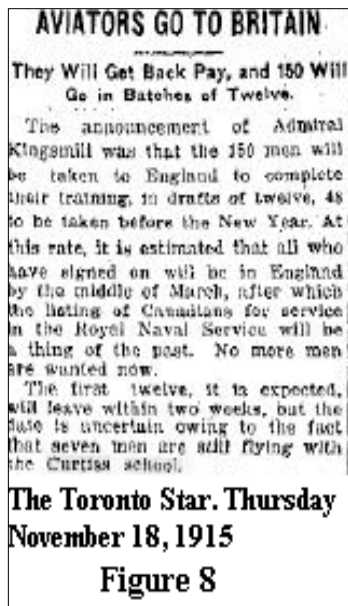 AVIATORS GO TO BRITAIN
They Will Get Back Pay, and 150 Will
Go in Batches of Twelve.
The announcement of Admiral
Kingsmill was that the 150 men will
be taken to England to complete
their training, in drafts of twelve, 48
to be taken before the New Year. At
this rate, it is estimated that all who
have signed on will be in England
by the middle of March, after which
the listing of Canadians for service
in the Royal Naval Service will be
a thing of the past. No more men
are wanted now.
The first twelve, it is expected,
will leave within two weeks, but the
date is uncertain owing to the fact
that seven men are still flying with
the Curtiss school.
The Toronto Star. Thursday
November 18, 1915
Figure 8